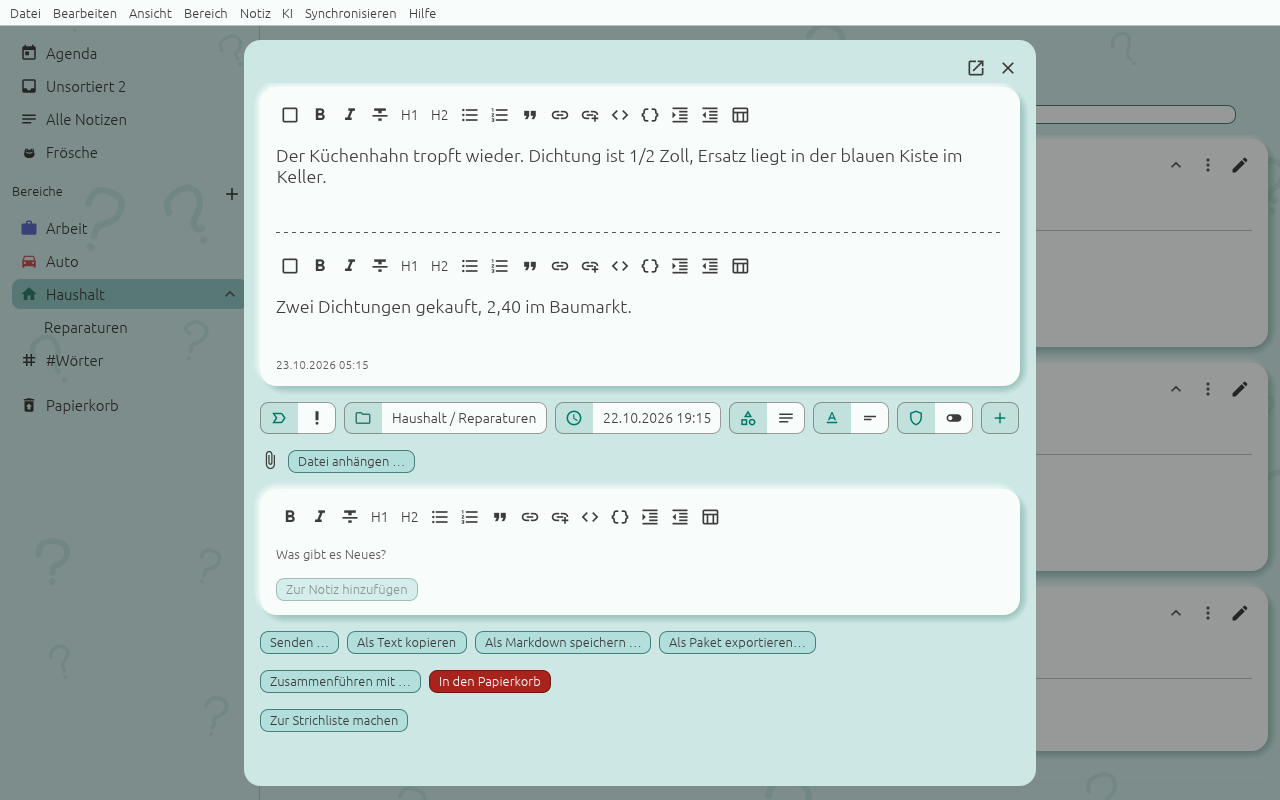 Datei Bearbeiten Ansicht Bereich Notiz KI Synchronisieren Hilfe
Agenda
Unsortiert 2
Alle Notizen
Frösche
Bereiche
Arbeit
Auto
Haushalt
Reparaturen
#Wörter
Papierkorb
H1 H2
Der Küchenhahn tropft wieder. Dichtung ist 1/2 Zoll, Ersatz liegt in der blauen Kiste im
Keller.
H1 H2
Zwei Dichtungen gekauft, 2,40 im Baumarkt.
23.10.2026 05:15
Haushalt / Reparaturen 22.10.2026 19:15
Datei anhängen …
H1 H2
Was gibt es Neues?
Zur Notiz hinzufügen
Senden … Als Text kopieren Als Markdown speichern … Als Paket exportieren…
Zusammenführen mit … In den Papierkorb
Zur Strichliste machen